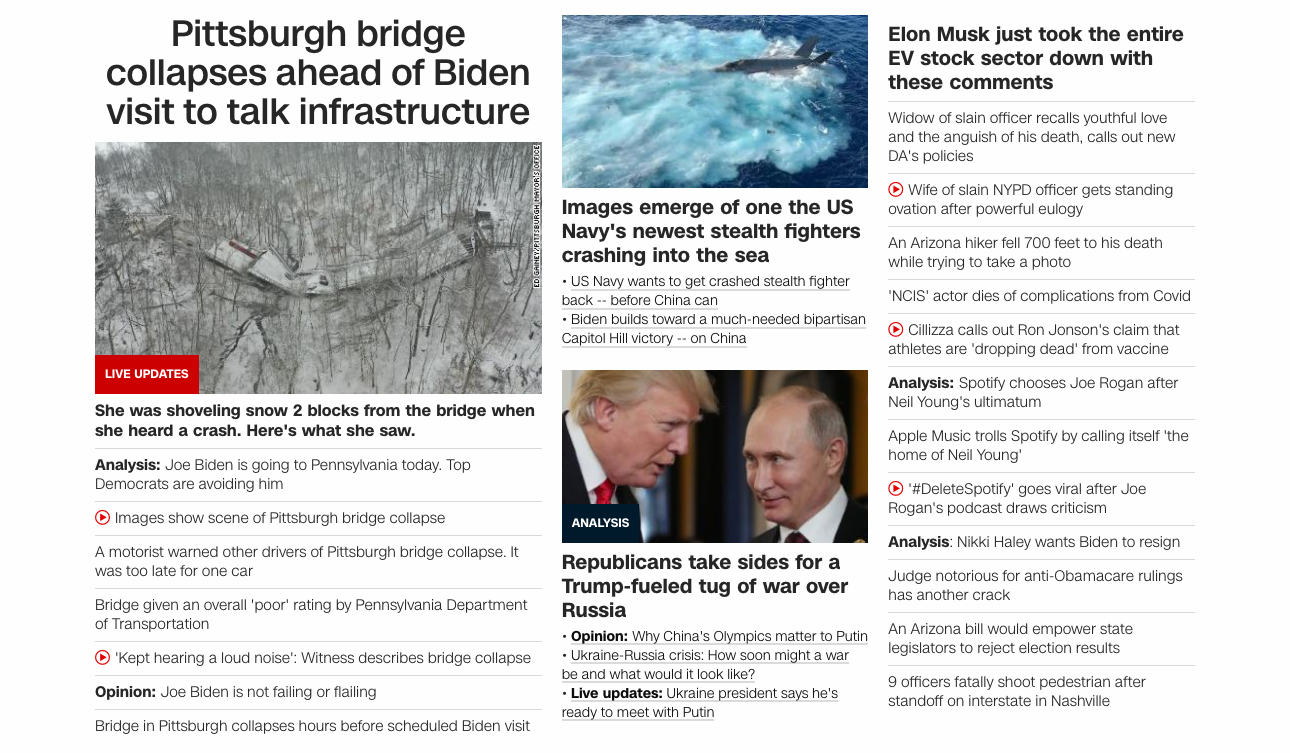 Pittsburgh bridge
collapses ahead of Biden
visit to talk infrastructure
ED GAINEY/PITTSBURGH MAYOR'S OFFICE
LIVE UPDATES
She was shoveling snow 2 blocks from the bridge when
she heard a crash. Here's what she saw.
Analysis: Joe Biden is going to Pennsylvania today. Top
Democrats are avoiding him
Images show scene of Pittsburgh bridge collapse
A motorist warned other drivers of Pittsburgh bridge collapse. It
was too late for one car
Bridge given an overall 'poor' rating by Pennsylvania Department
of Transportation
'Kept hearing a loud noise': Witness describes bridge collapse
Opinion: Joe Biden is not failing or flailing
Bridge in Pittsburgh collapses hours before scheduled Biden visit
Images emerge of one the US
Navy's newest stealth fighters
crashing into the sea
• US Navy wants to get crashed stealth fighter
back -- before China can
• Biden builds toward a much-needed bipartisan
Capitol Hill victory -- on China
ANALYSIS
Republicans take sides for a
Trump-fueled tug of war over
Russia
• Opinion: Why China's Olympics matter to Putin
• Ukraine-Russia crisis: How soon might a war
be and what would it look like?
• Live updates: Ukraine president says he's
ready to meet with Putin
Elon Musk just took the entire
EV stock sector down with
these comments
Widow of slain officer recalls youthful love
and the anguish of his death, calls out new
DA's policies
Wife of slain NYPD officer gets standing
ovation after powerful eulogy
An Arizona hiker fell 700 feet to his death
while trying to take a photo
'NCIS' actor dies of complications from Covid
Cillizza calls out Ron Jonson's claim that
athletes are 'dropping dead' from vaccine
Analysis: Spotify chooses Joe Rogan after
Neil Young's ultimatum
Apple Music trolls Spotify by calling itself 'the
home of Neil Young'
'#DeleteSpotify' goes viral after Joe
Rogan's podcast draws criticism
Analysis: Nikki Haley wants Biden to resign
Judge notorious for anti-Obamacare rulings
has another crack
An Arizona bill would empower state
legislators to reject election results
9 officers fatally shoot pedestrian after
standoff on interstate in Nashville